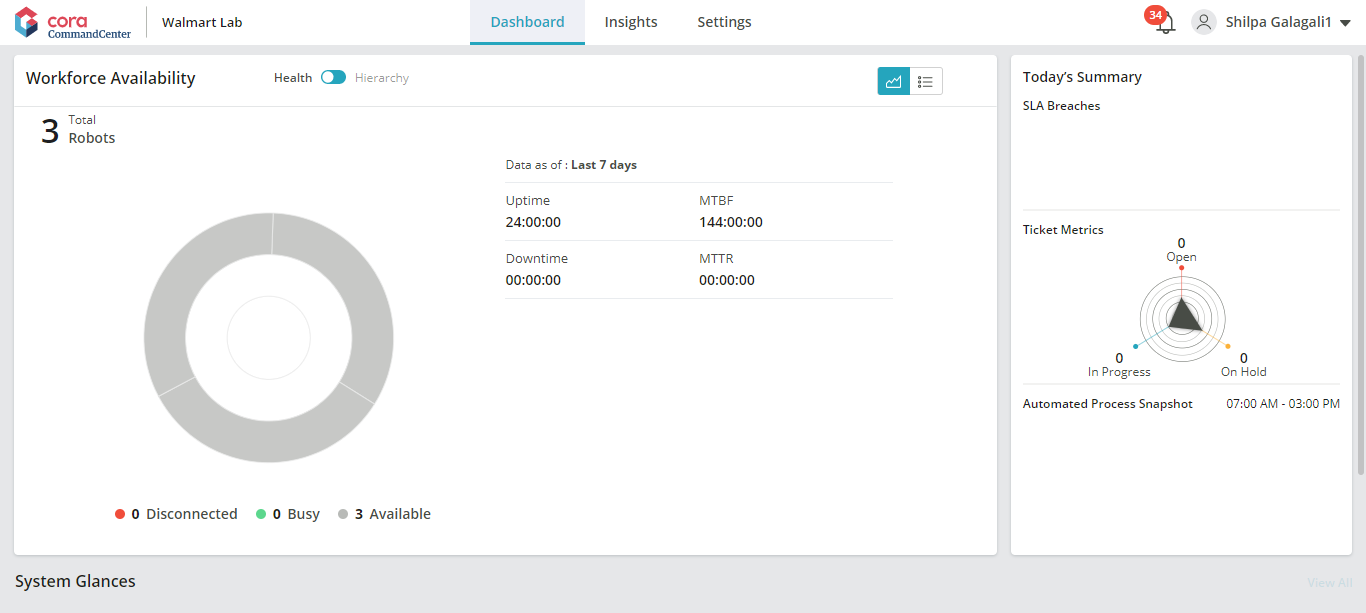 cora
CommandCenter
Walmart Lab
Dashboard
Insights
Settings
34
Shilpa Galagali1
Workforce Availability
Health
Hierarchy
3 Total
Robots
Data as of : Last 7 days
Uptime
24:00:00
MTBF
144:00:00
Downtime
00:00:00
MTTR
00:00:00
0 Disconnected
0 Busy
3 Available
Today's Summary
SLA Breaches
Ticket Metrics
0
Open
0
In Progress
0
On Hold
Automated Process Snapshot
07:00 AM - 03:00 PM
System Glances
View All